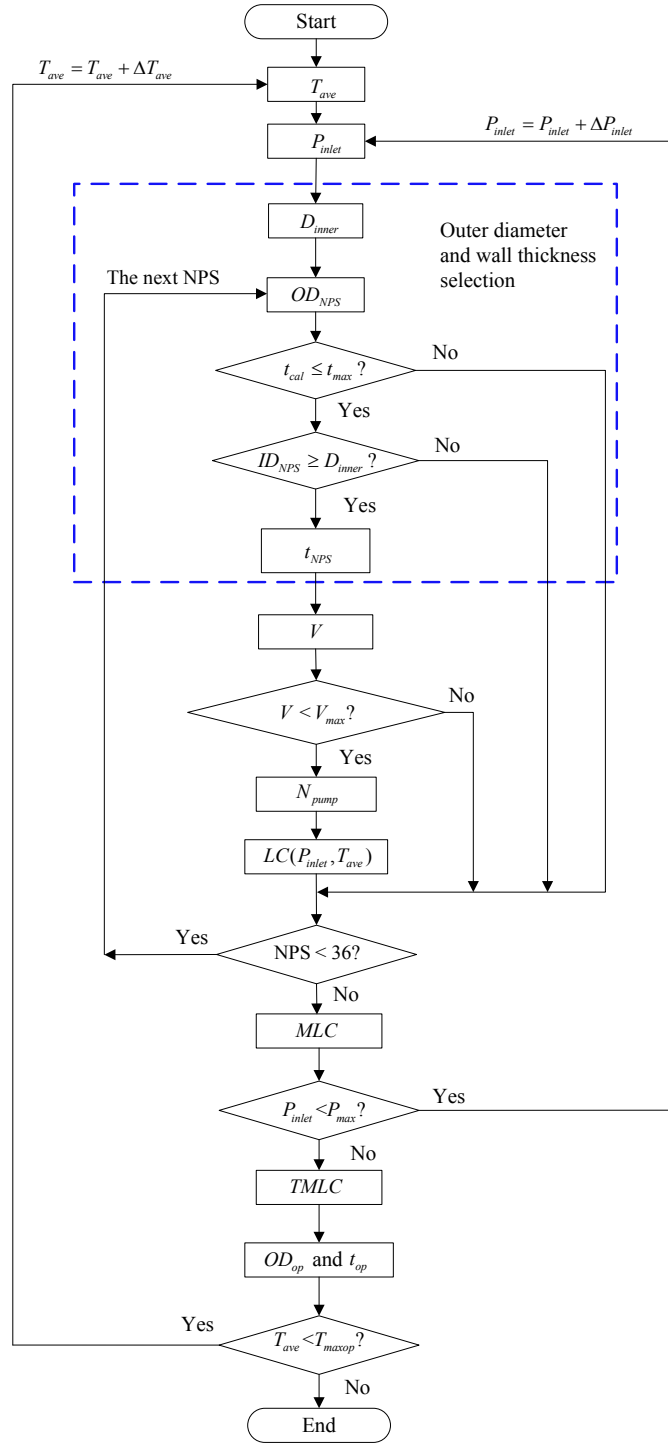 Start
T_ave = T_ave + ΔT_ave
T_ave
P_inlet = P_inlet + ΔP_inlet
P_inlet
D_inner
Outer diameter
and wall thickness
selection
The next NPS
OD_NPS
No
t_cal ≤ t_max ?
Yes
No
ID_NPS ≥ D_inner ?
Yes
t_NPS
V
No
V < V_max ?
Yes
N_pump
LC(P_inlet, T_ave)
Yes
NPS < 36?
No
MLC
Yes
P_inlet < P_max ?
No
TMLC
OD_op and t_op
Yes
T_ave < T_maxop ?
No
End